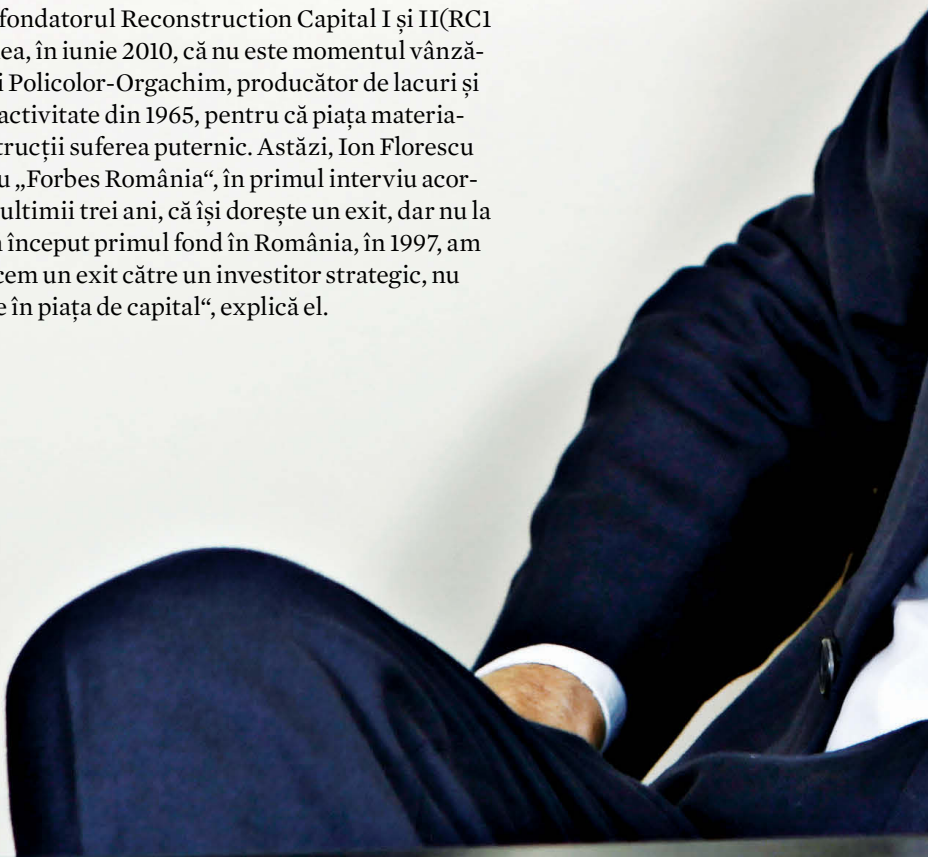 fondatorul Reconstruction Capital I și II(RC1
ea, în iunie 2010, că nu este momentul vânză-
i Policolor-Orgachim, producător de lacuri și
activitate din 1965, pentru că piața materia-
trucții suferea puternic. Astăzi, Ion Florescu
u „Forbes România“, în primul interviu acor-
ultimii trei ani, că își dorește un exit, dar nu la
început primul fond în România, în 1997, am
cem un exit către un investitor strategic, nu
e în piața de capital“, explică el.